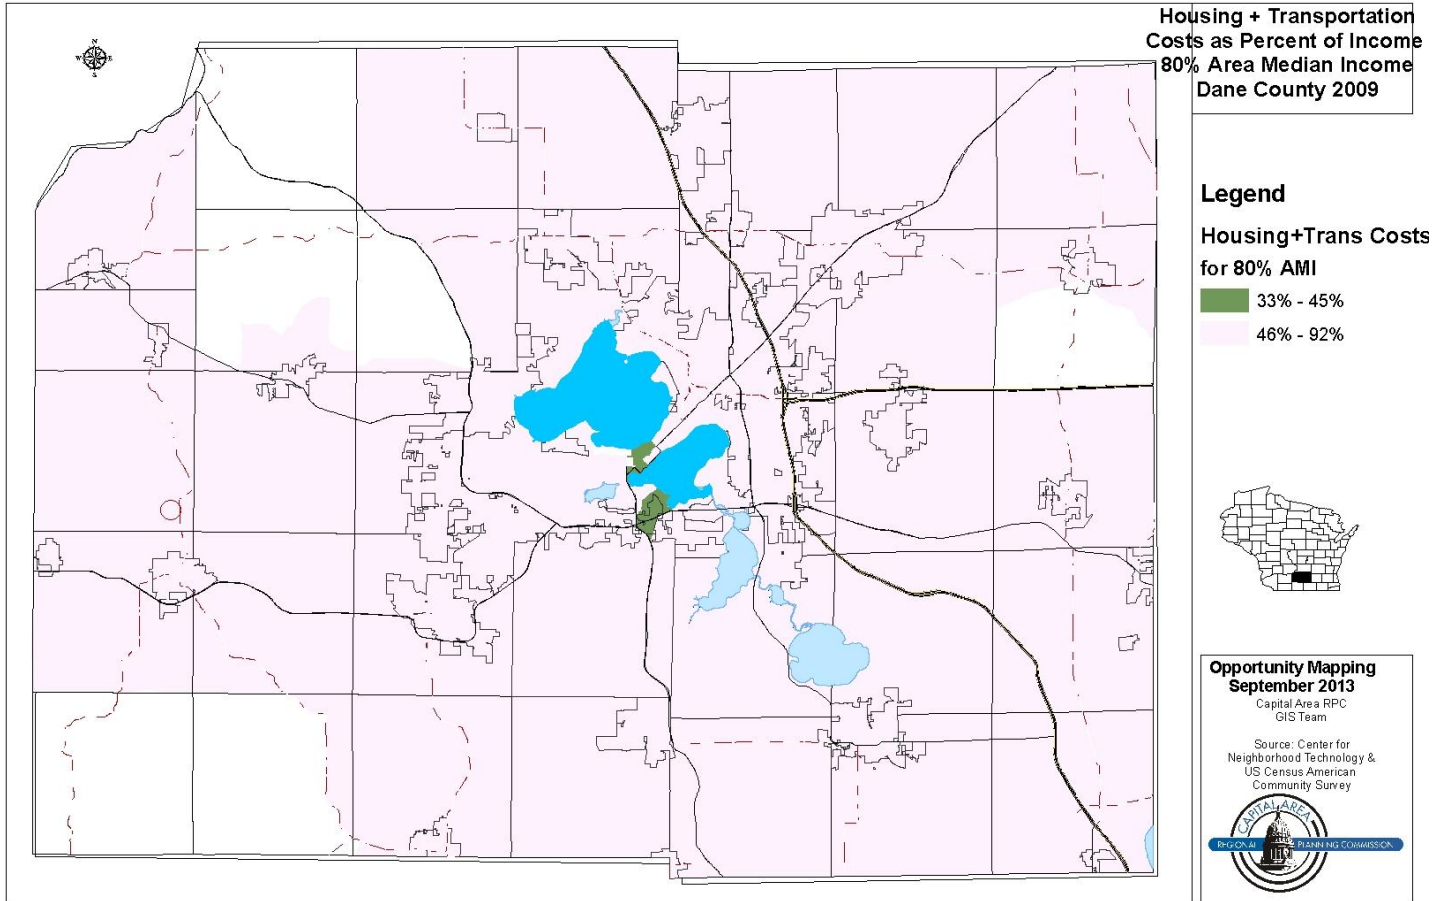 Housing + Transportation
Costs as Percent of Income
80% Area Median Income
Dane County 2009
N
W
E
S
Legend
Housing+Trans Costs
for 80% AMI
33% - 45%
46% - 92%
Opportunity Mapping
September 2013
Capital Area RPC
GIS Team
Source: Center for
Neighborhood Technology &
US Census American
Community Survey
CAPITAL AREA
REGIONAL PLANNING COMMISSION